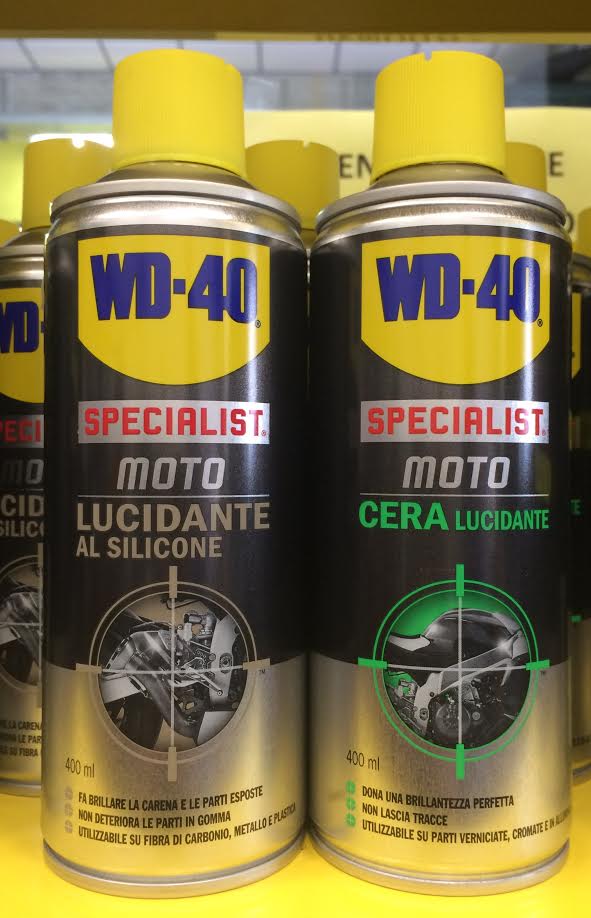 WD-40®
SPECIALIST®
MOTO
LUCIDANTE
AL SILICONE
™
400 ml
FA BRILLARE LA CARENA E LE PARTI ESPOSTE
NON DETERIORA LE PARTI IN GOMMA
UTILIZZABILE SU FIBRA DI CARBONIO, METALLO E PLASTICA
WD-40®
SPECIALIST®
MOTO
CERA LUCIDANTE
™
400 ml
DONA UNA BRILLANTEZZA PERFETTA
NON LASCIA TRACCE
UTILIZZABILE SU PARTI VERNICIATE, CROMATE E IN